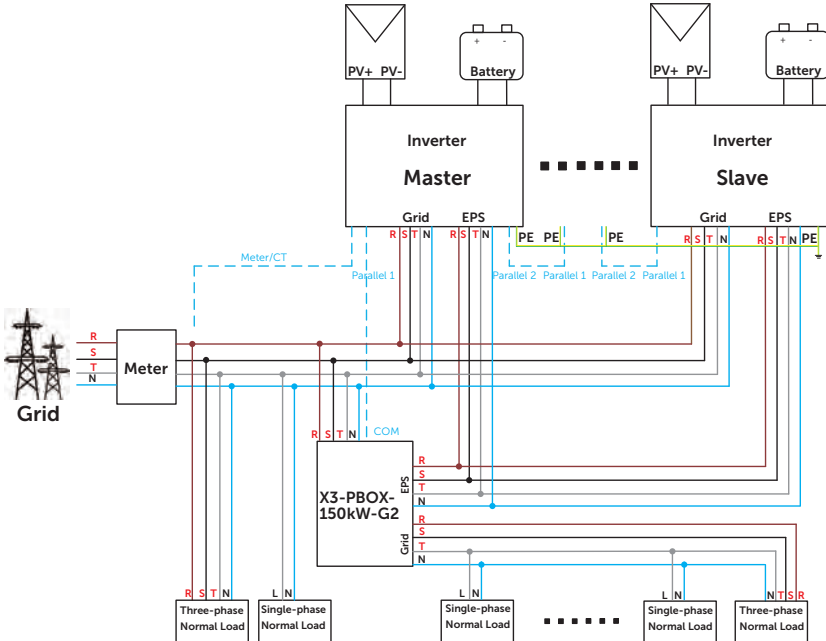 PV+ PV-
+ -
Battery
PV+ PV-
+ -
Battery
Inverter
Master
Inverter
Slave
Grid EPS
Grid EPS
R S T N R S T N
PE PE PE
R S T N R S T N PE
Meter/CT
Parallel 1
Parallel 2 Parallel 1
Parallel 2 Parallel 1
R
S
T
N
Grid
Meter
COM
R S T N
X3-PBOX-
150kW-G2
EPS
Grid
R
S
T
N
R
S
T
N
R S T N
Three-phase
Normal Load
L N
Single-phase
Normal Load
L N
Single-phase
Normal Load
L N
Single-phase
Normal Load
N T S R
Three-phase
Normal Load